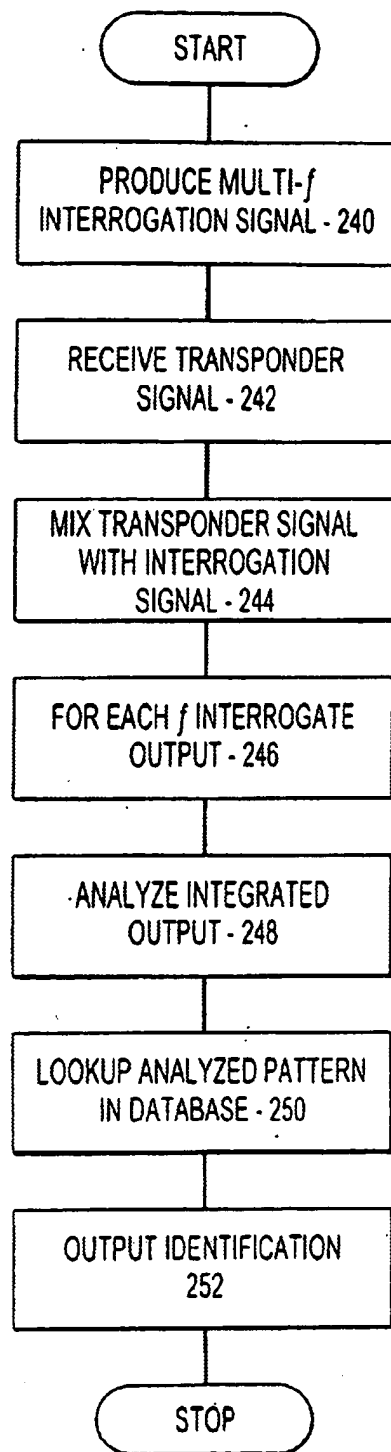 START
PRODUCE MULTI-f
INTERROGATION SIGNAL - 240
RECEIVE TRANSPONDER
SIGNAL - 242
MIX TRANSPONDER SIGNAL
WITH INTERROGATION
SIGNAL - 244
FOR EACH f INTERROGATE
OUTPUT - 246
ANALYZE INTEGRATED
OUTPUT - 248
LOOKUP ANALYZED PATTERN
IN DATABASE - 250
OUTPUT IDENTIFICATION
252
STOP